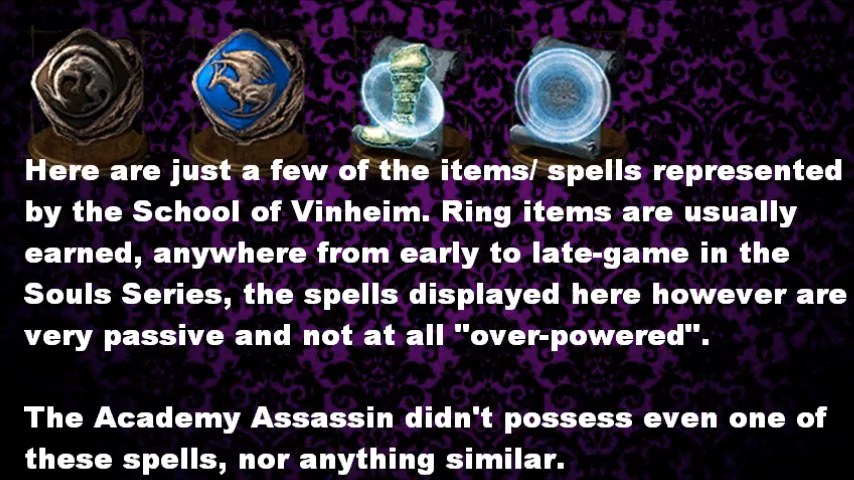 Here are just a few of the items/ spells represented
by the School of Vinheim. Ring items are usually
earned, anywhere from early to late-game in the
Souls Series, the spells displayed here however are
very passive and not at all "over-powered".
The Academy Assassin didn't possess even one of
these spells, nor anything similar.